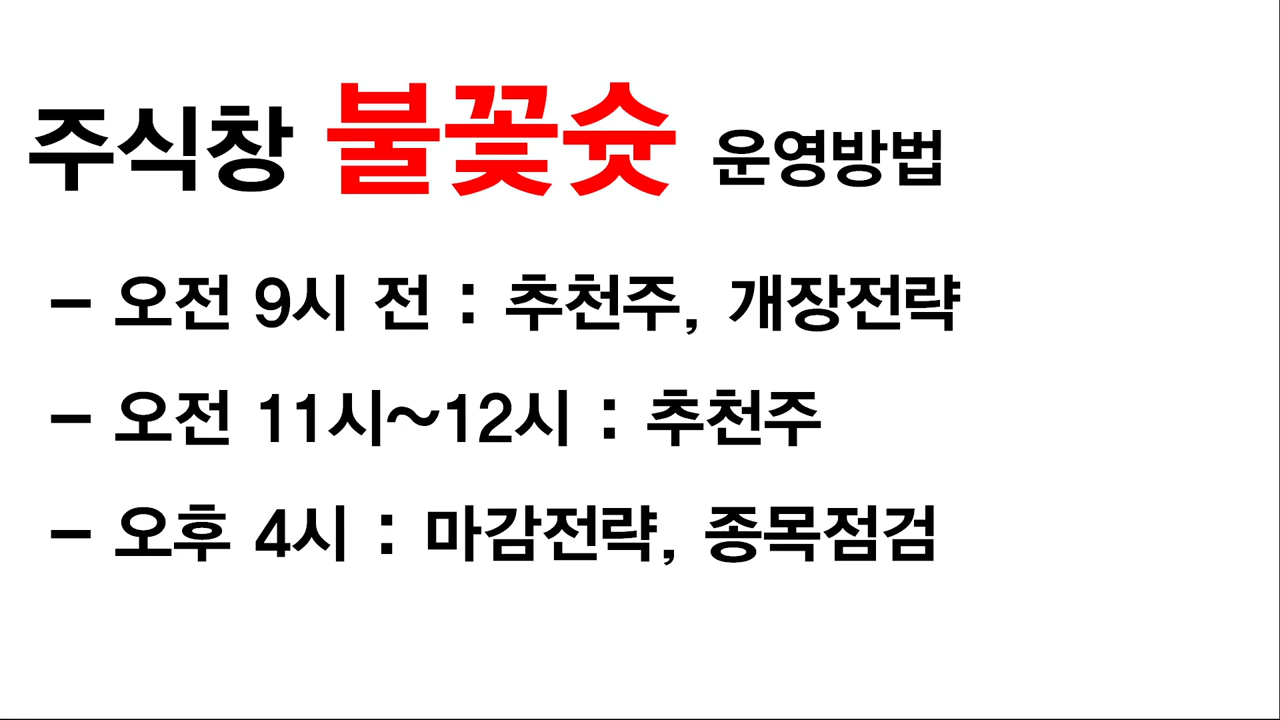 주식창 불꽃슛 운영방법
- 오전 9시 전 : 추천주, 개장전략
- 오전 11시~12시 : 추천주
- 오후 4시 : 마감전략, 종목점검